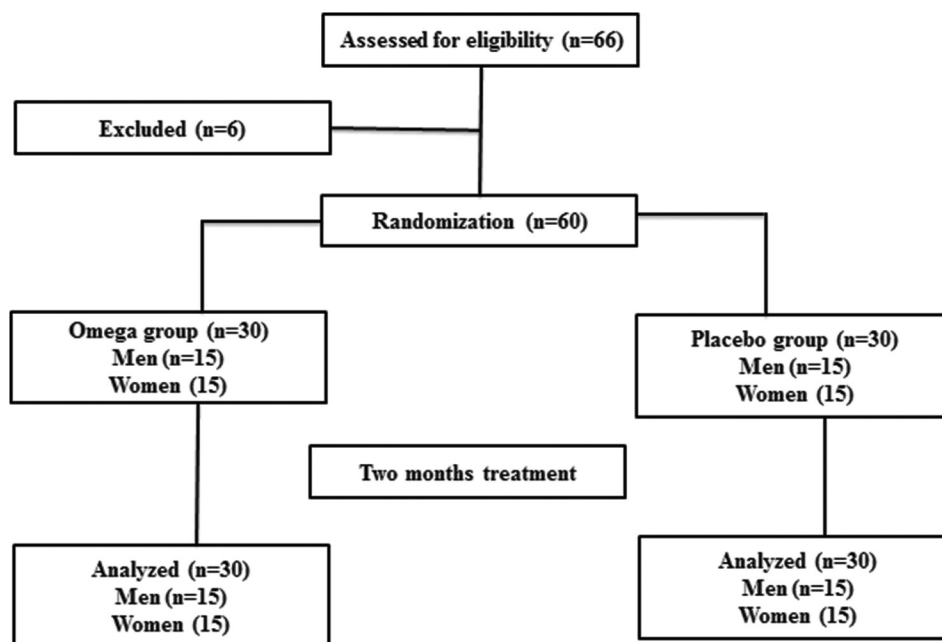 Assessed for eligibility (n=66)
Excluded (n=6)
Randomization (n=60)
Omega group (n=30)
Men (n=15)
Women (15)
Placebo group (n=30)
Men (n=15)
Women (15)
Two months treatment
Analyzed (n=30)
Men (n=15)
Women (15)
Analyzed (n=30)
Men (n=15)
Women (15)